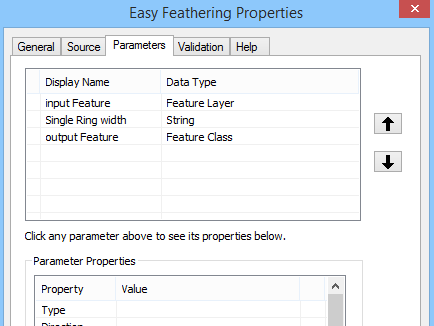 Easy Feathering Properties
General Source Parameters Validation Help
Display Name Data Type
input Feature Feature Layer
Single Ring width String
output Feature Feature Class
Click any parameter above to see its properties below.
Parameter Properties
Property Value
Type
Direction